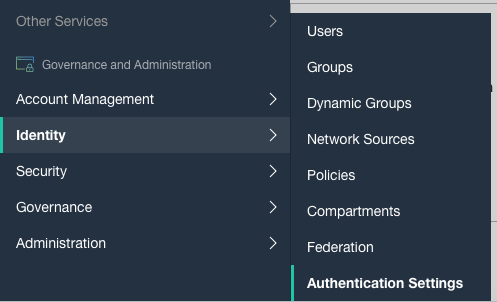 Other Services
Governance and Administration
Account Management
Identity
Security
Governance
Administration
Users
Groups
Dynamic Groups
Network Sources
Policies
Compartments
Federation
Authentication Settings